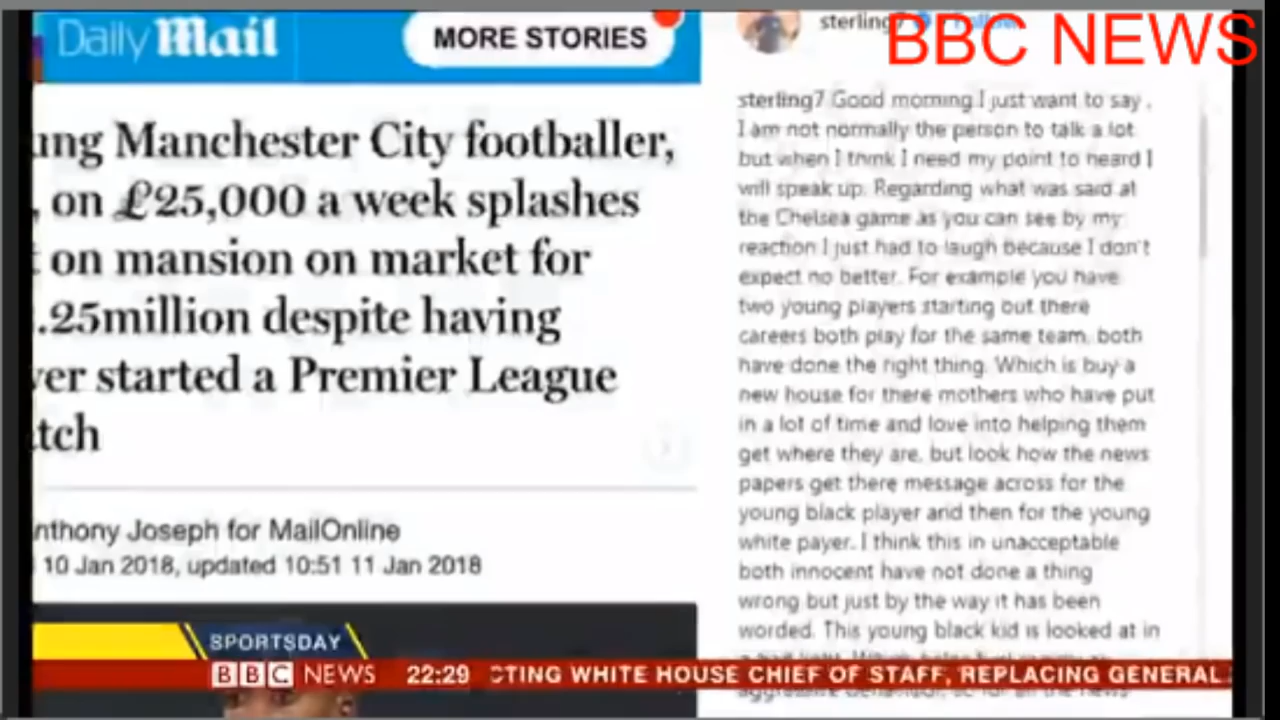 Daily Mail
MORE STORIES
ung Manchester City footballer,
, on £25,000 a week splashes
t on mansion on market for
.25million despite having
ver started a Premier League
tch
nthony Joseph for MailOnline
10 Jan 2018, updated 10:51 11 Jan 2018
sterling7
BBC NEWS
sterling7 Good morning I just want to say ,
I am not normally the person to talk a lot
but when I think I need my point to heard I
will speak up. Regarding what was said at
the Chelsea game as you can see by my
reaction I just had to laugh because I don't
expect no better. For example you have
two young players starting out there
careers both play for the same team, both
have done the right thing. Which is buy a
new house for there mothers who have put
in a lot of time and love into helping them
get where they are, but look how the news
papers get there message across for the
young black player and then for the young
white payer. I think this in unacceptable
both innocent have not done a thing
wrong but just by the way it has been
worded. This young black kid is looked at in
SPORTSDAY
BBC NEWS 22:29 CTING WHITE HOUSE CHIEF OF STAFF, REPLACING GENERAL